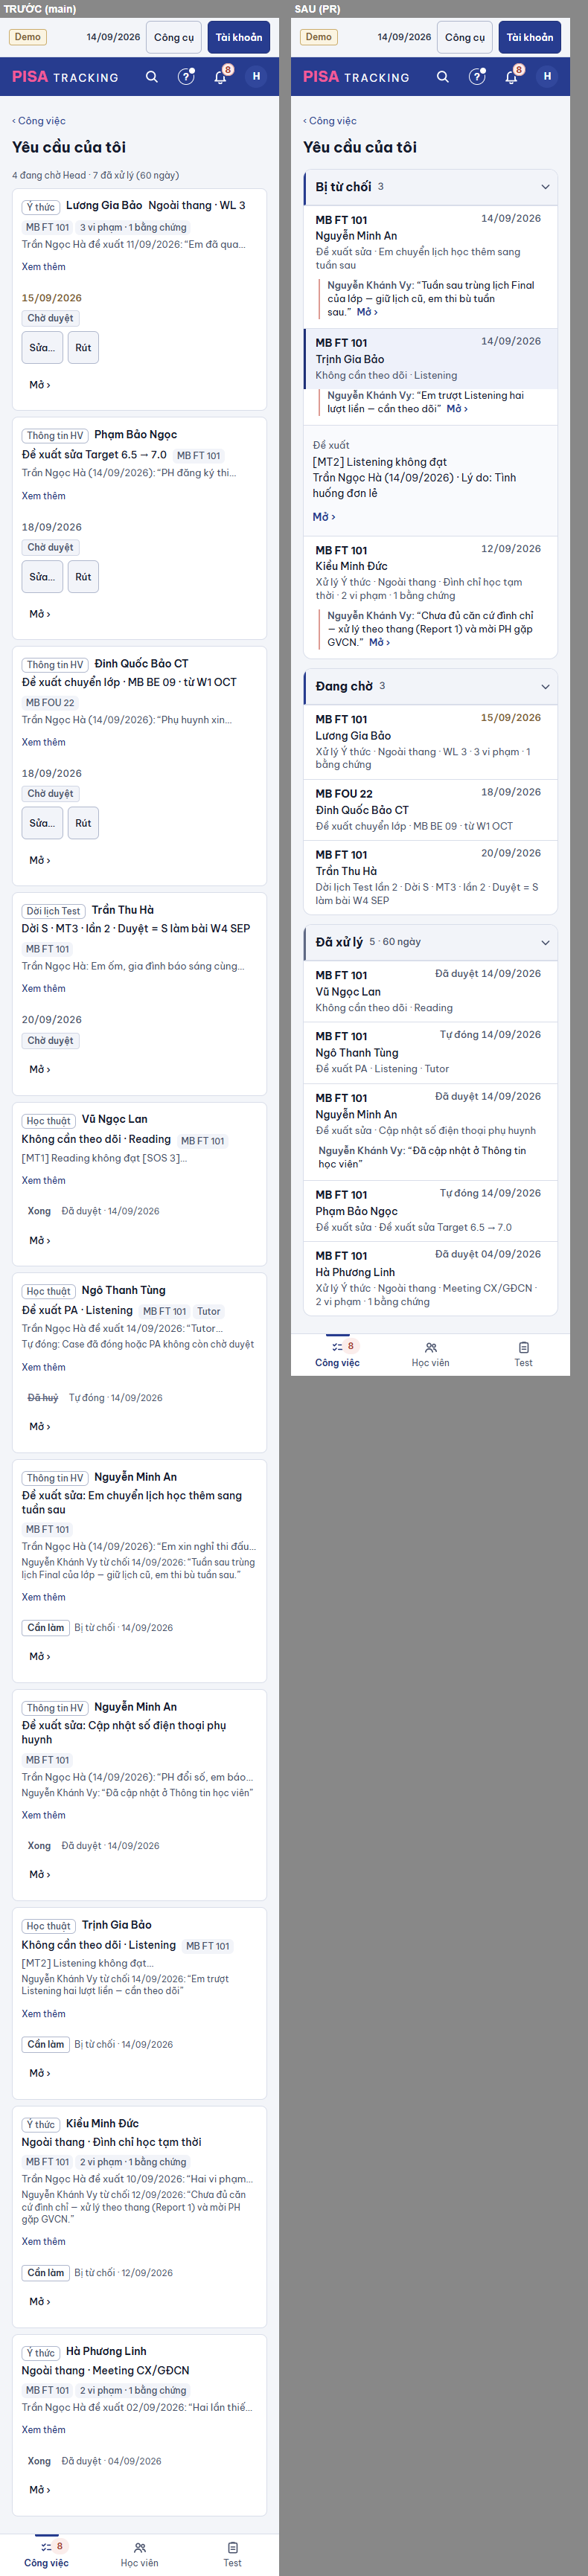 TRƯỚC (main)
Demo 14/09/2026 Công cụ Tài khoản
PISA TRACKING ? 8 H
‹ Công việc
Yêu cầu của tôi
4 đang chờ Head · 7 đã xử lý (60 ngày)
Ý thức Lương Gia Bảo Ngoài thang · WL 3
MB FT 101 3 vi phạm · 1 bằng chứng
Trần Ngọc Hà đề xuất 11/09/2026: “Em đã qua…
Xem thêm
15/09/2026
Chờ duyệt
Sửa… Rút
Mở ›
Thông tin HV Phạm Bảo Ngọc
Đề xuất sửa Target 6.5 → 7.0 MB FT 101
Trần Ngọc Hà (14/09/2026): “PH đăng ký thi…
Xem thêm
18/09/2026
Chờ duyệt
Sửa… Rút
Mở ›
Thông tin HV Đinh Quốc Bảo CT
Đề xuất chuyển lớp · MB BE 09 · từ W1 OCT
MB FOU 22
Trần Ngọc Hà (14/09/2026): “Phụ huynh xin…
Xem thêm
18/09/2026
Chờ duyệt
Sửa… Rút
Mở ›
Dời lịch Test Trần Thu Hà
Dời S · MT3 · lần 2 · Duyệt = S làm bài W4 SEP
MB FT 101
Trần Ngọc Hà: Em ốm, gia đình báo sáng cùng…
Xem thêm
20/09/2026
Chờ duyệt
Mở ›
Học thuật Vũ Ngọc Lan
Không cần theo dõi · Reading MB FT 101
[MT1] Reading không đạt [SOS 3]…
Xem thêm
Xong Đã duyệt · 14/09/2026
Mở ›
Học thuật Ngô Thanh Tùng
Đề xuất PA · Listening MB FT 101 Tutor
Trần Ngọc Hà đề xuất 14/09/2026: “Tutor…
Tự đóng: Case đã đóng hoặc PA không còn chờ duyệt
Xem thêm
Đã huỷ Tự đóng · 14/09/2026
Mở ›
Thông tin HV Nguyễn Minh An
Đề xuất sửa: Em chuyển lịch học thêm sang
tuần sau
MB FT 101
Trần Ngọc Hà (14/09/2026): “Em xin nghỉ thi đấu…
Nguyễn Khánh Vy từ chối 14/09/2026: “Tuần sau trùng
lịch Final của lớp — giữ lịch cũ, em thi bù tuần sau.”
Xem thêm
Cần làm Bị từ chối · 14/09/2026
Mở ›
Thông tin HV Nguyễn Minh An
Đề xuất sửa: Cập nhật số điện thoại phụ
huynh
MB FT 101
Trần Ngọc Hà (14/09/2026): “PH đổi số, em báo…
Nguyễn Khánh Vy: “Đã cập nhật ở Thông tin học viên”
Xem thêm
Xong Đã duyệt · 14/09/2026
Mở ›
Học thuật Trịnh Gia Bảo
Không cần theo dõi · Listening MB FT 101
[MT2] Listening không đạt…
Nguyễn Khánh Vy từ chối 14/09/2026: “Em trượt
Listening hai lượt liền — cần theo dõi”
Xem thêm
Cần làm Bị từ chối · 14/09/2026
Mở ›
Ý thức Kiều Minh Đức
Ngoài thang · Đình chỉ học tạm thời
MB FT 101 2 vi phạm · 1 bằng chứng
Trần Ngọc Hà đề xuất 10/09/2026: “Hai vi phạm…
Nguyễn Khánh Vy từ chối 12/09/2026: “Chưa đủ căn
cứ đình chỉ — xử lý theo thang (Report 1) và mời PH
gặp GVCN.”
Xem thêm
Cần làm Bị từ chối · 12/09/2026
Mở ›
Ý thức Hà Phương Linh
Ngoài thang · Meeting CX/GĐCN
MB FT 101 2 vi phạm · 1 bằng chứng
Trần Ngọc Hà đề xuất 02/09/2026: “Hai lần thiế…
Xem thêm
Xong Đã duyệt · 04/09/2026
Mở ›
8
Công việc Học viên Test
SAU (PR)
Demo 14/09/2026 Công cụ Tài khoản
PISA TRACKING ? 8 H
‹ Công việc
Yêu cầu của tôi
Bị từ chối 3
MB FT 101 14/09/2026
Nguyễn Minh An
Đề xuất sửa · Em chuyển lịch học thêm sang
tuần sau
Nguyễn Khánh Vy: “Tuần sau trùng lịch Final
của lớp — giữ lịch cũ, em thi bù tuần
sau.” Mở ›
MB FT 101 14/09/2026
Trịnh Gia Bảo
Không cần theo dõi · Listening
Nguyễn Khánh Vy: “Em trượt Listening hai
lượt liền — cần theo dõi” Mở ›
Đề xuất
[MT2] Listening không đạt
Trần Ngọc Hà (14/09/2026) · Lý do: Tình
huống đơn lẻ
Mở ›
MB FT 101 12/09/2026
Kiều Minh Đức
Xử lý Ý thức · Ngoài thang · Đình chỉ học tạm
thời · 2 vi phạm · 1 bằng chứng
Nguyễn Khánh Vy: “Chưa đủ căn cứ đình chỉ
— xử lý theo thang (Report 1) và mời PH gặp
GVCN.” Mở ›
Đang chờ 3
MB FT 101 15/09/2026
Lương Gia Bảo
Xử lý Ý thức · Ngoài thang · WL 3 · 3 vi phạm · 1
bằng chứng
MB FOU 22 18/09/2026
Đinh Quốc Bảo CT
Đề xuất chuyển lớp · MB BE 09 · từ W1 OCT
MB FT 101 20/09/2026
Trần Thu Hà
Dời lịch Test lần 2 · Dời S · MT3 · lần 2 · Duyệt = S
làm bài W4 SEP
Đã xử lý 5 · 60 ngày
MB FT 101 Đã duyệt 14/09/2026
Vũ Ngọc Lan
Không cần theo dõi · Reading
MB FT 101 Tự đóng 14/09/2026
Ngô Thanh Tùng
Đề xuất PA · Listening · Tutor
MB FT 101 Đã duyệt 14/09/2026
Nguyễn Minh An
Đề xuất sửa · Cập nhật số điện thoại phụ huynh
Nguyễn Khánh Vy: “Đã cập nhật ở Thông tin
học viên”
MB FT 101 Tự đóng 14/09/2026
Phạm Bảo Ngọc
Đề xuất sửa · Đề xuất sửa Target 6.5 → 7.0
MB FT 101 Đã duyệt 04/09/2026
Hà Phương Linh
Xử lý Ý thức · Ngoài thang · Meeting CX/GĐCN ·
2 vi phạm · 1 bằng chứng
8
Công việc Học viên Test